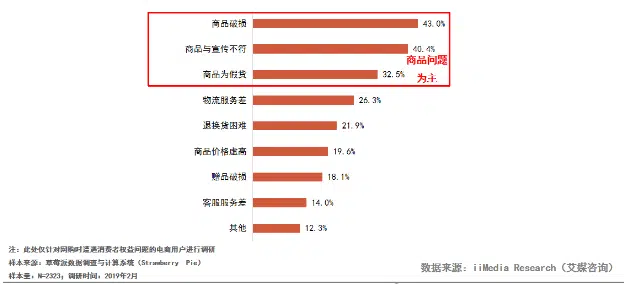 商品破损 43.0%
商品与宣传不符 40.4%
商品为假货 32.5%
商品问题
为主
物流服务差 26.3%
退换货困难 21.9%
商品价格虚高 19.6%
赠品破损 18.1%
客服服务差 14.0%
其他 12.3%
注：此处仅针对网购时遭遇消费者权益问题的电商用户进行调研
样本来源：草莓派数据调查与计算系统（Strawberry Pie）
样本量：N=2323；调研时间：2019年2月
数据来源：iiMedia Research（艾媒咨询）